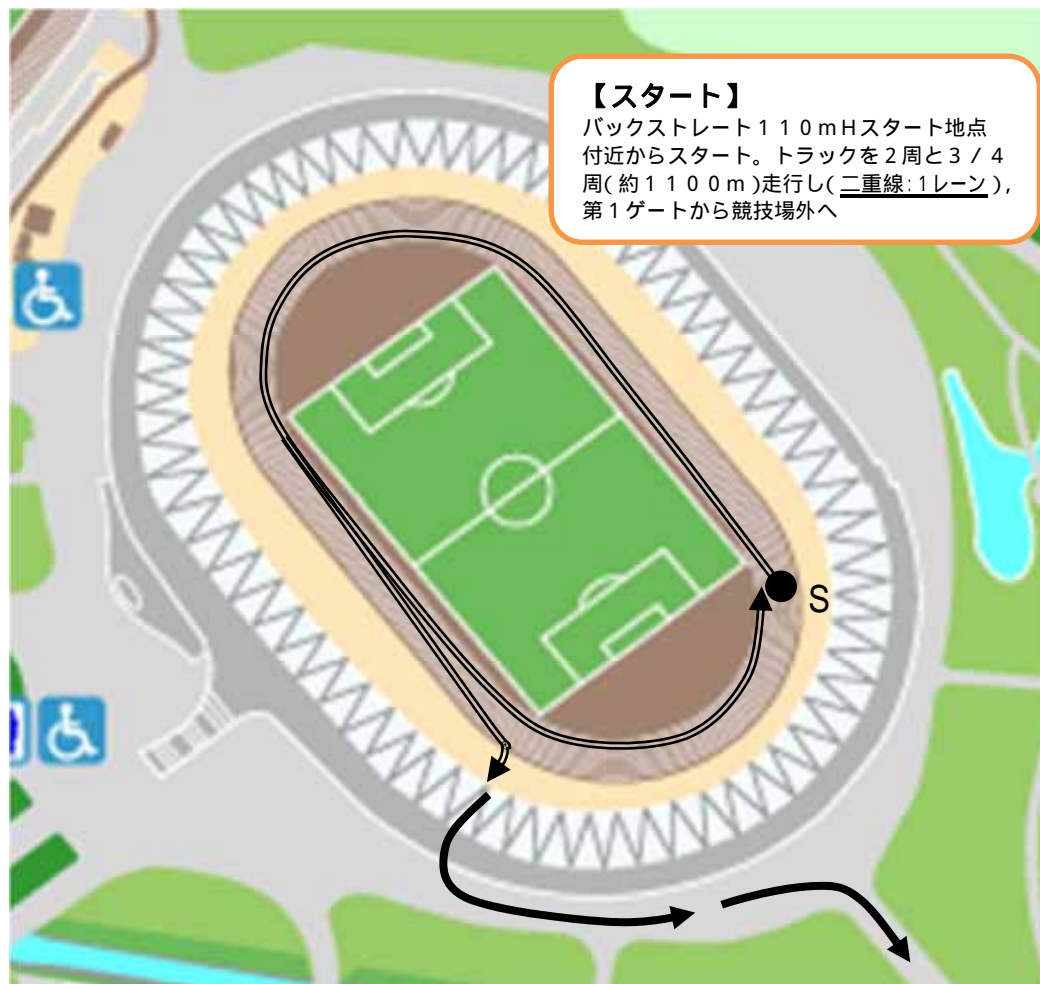 【スタート】
バックストレート110mHスタート地点
付近からスタート。トラックを2周と3/4
周(約1100m)走行し(二重線:1レーン),
第1ゲートから競技場外へ
S